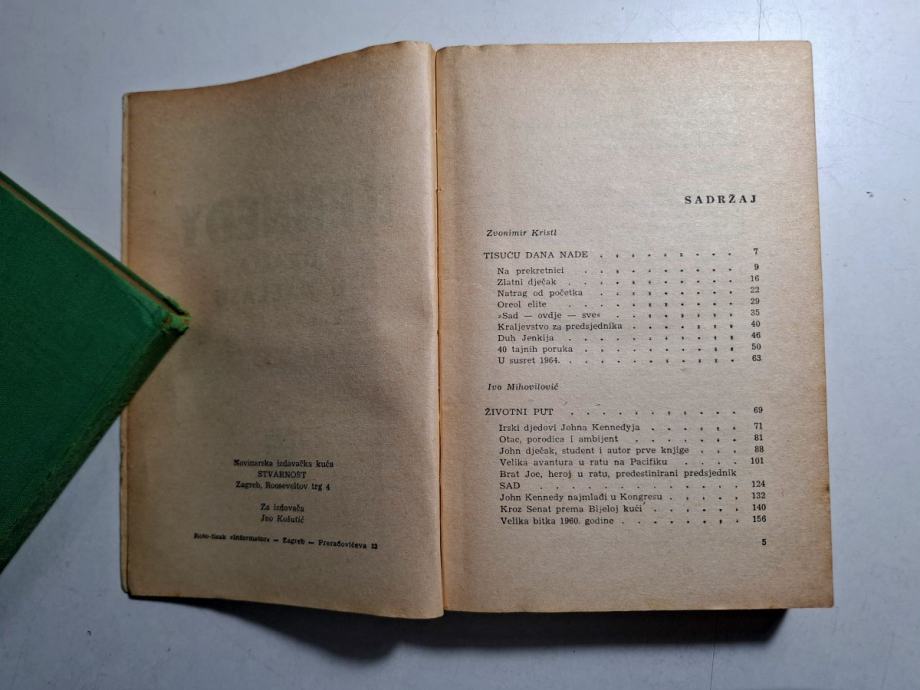 Novinarska izdavačka kuća
STVARNOST
Zagreb, Rooseveltov trg 4
Za izdavača
Ivo Košutić
Roto-tisak »Informator« — Zagreb — Preradovićeva 13
SADRŽAJ
Zvonimir Kristl
TISUĆU DANA NADE . . . . . . . . . 7
Na prekretnici . . . . . . . . . . 9
Zlatni dječak . . . . . . . . . . 16
Natrag od početka . . . . . . . . . 22
Oreol elite . . . . . . . . . . 29
»Sad — ovdje — sve« . . . . . . . . 35
Kraljevstvo za predsjednika . . . . . . . 40
Duh Jenkija . . . . . . . . . . 46
40 tajnih poruka . . . . . . . . . 50
U susret 1964. . . . . . . . . . 63
Ivo Mihovilović
ŽIVOTNI PUT . . . . . . . . . . 69
Irski djedovi Johna Kennedyja . . . . . . 71
Otac, porodica i ambijent . . . . . . . 81
John dječak, student i autor prve knjige . . . . 88
Velika avantura u ratu na Pacifiku . . . . . 101
Brat Joe, heroj u ratu, predestinirani predsjednik
SAD . . . . . . . . . . . . 124
John Kennedy najmlađi u Kongresu . . . . . 132
Kroz Senat prema Bijeloj kući . . . . . . 140
Velika bitka 1960. godine . . . . . . . 156
5